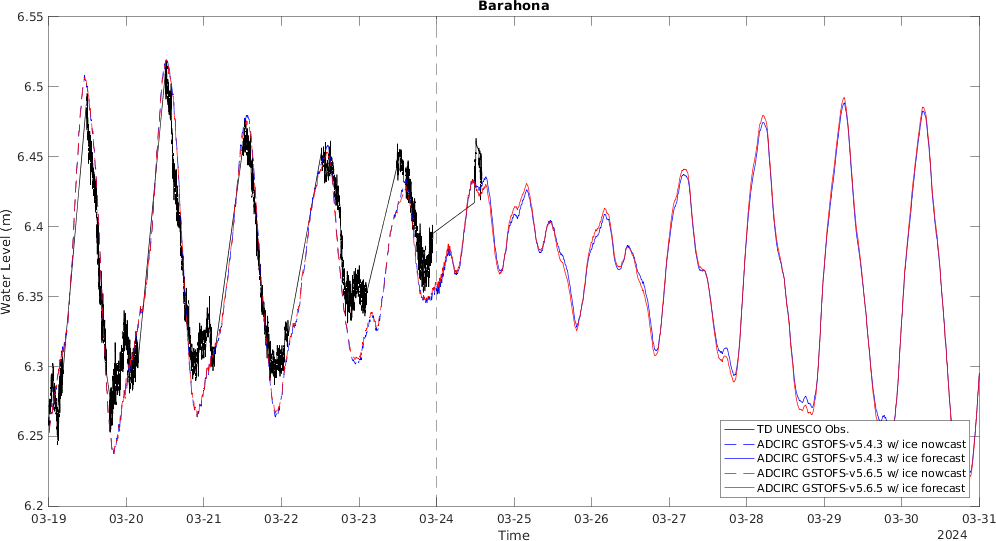 Barahona
6.55
6.5
6.45
6.4
6.35
6.3
6.25
6.2
Water Level (m)
TD UNESCO Obs.
ADCIRC GSTOFS-v5.4.3 w/ ice nowcast
ADCIRC GSTOFS-v5.4.3 w/ ice forecast
ADCIRC GSTOFS-v5.6.5 w/ ice nowcast
ADCIRC GSTOFS-v5.6.5 w/ ice forecast
03-19 03-20 03-21 03-22 03-23 03-24 03-25 03-26 03-27 03-28 03-29 03-30 03-31
Time
2024